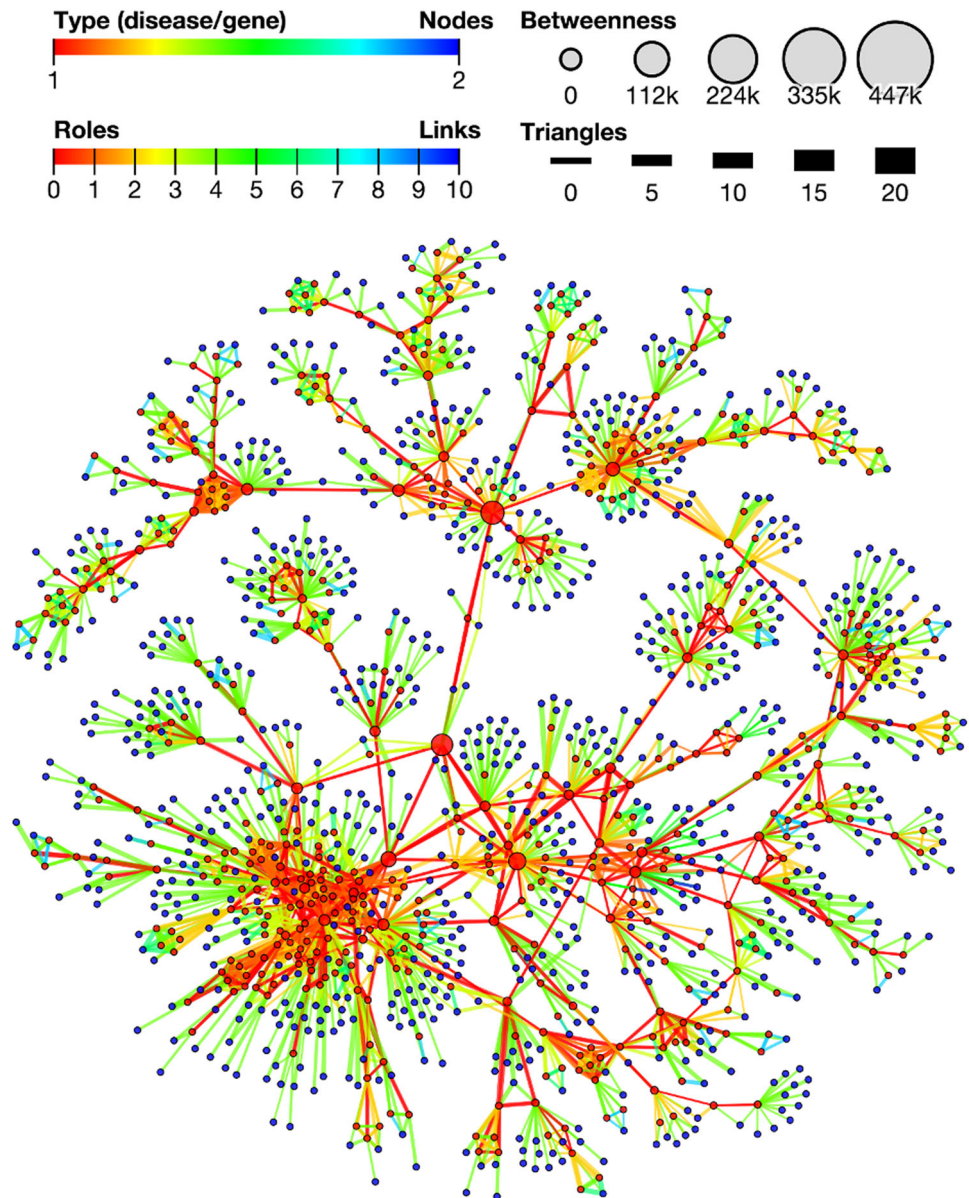 Type (disease/gene) Nodes
1 2
Betweenness
0 112k 224k 335k 447k
Roles Links
0 1 2 3 4 5 6 7 8 9 10
Triangles
0 5 10 15 20